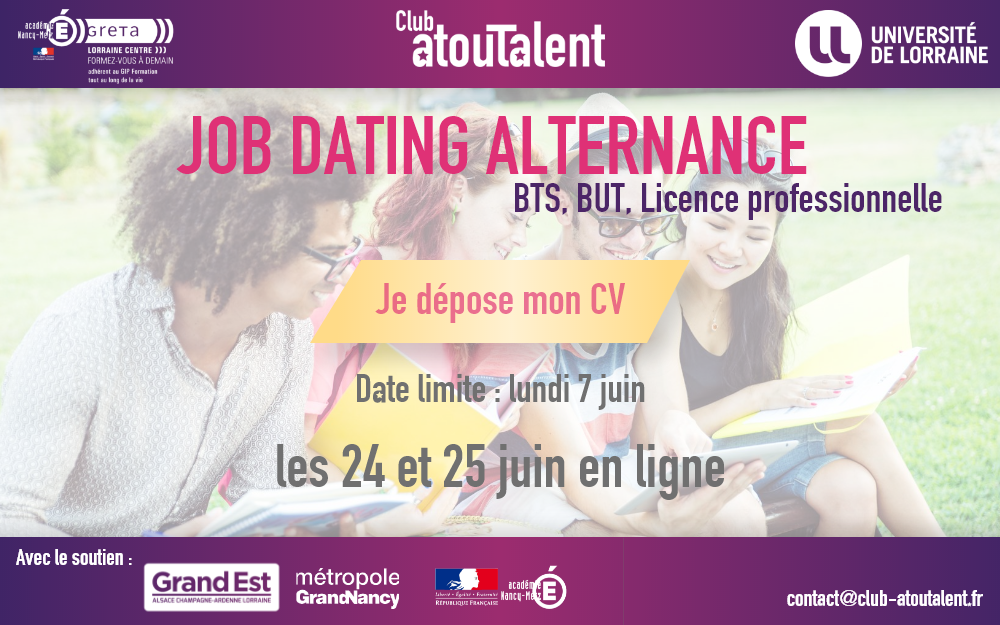 académie
Nancy-Metz
É
GRETA
LORRAINE CENTRE )))
FORMEZ-VOUS À DEMAIN
adhérent au GIP Formation
tout au long de la vie
Club
atouTalent
UL
UNIVERSITÉ
DE LORRAINE
JOB DATING ALTERNANCE
BTS, BUT, Licence professionnelle
Je dépose mon CV
Date limite : lundi 7 juin
les 24 et 25 juin en ligne
Avec le soutien :
Grand Est
ALSACE CHAMPAGNE-ARDENNE LORRAINE
métropole
GrandNancy
Liberté • Égalité • Fraternité
RÉPUBLIQUE FRANÇAISE
académie
Nancy-Metz
É
contact@club-atoutalent.fr